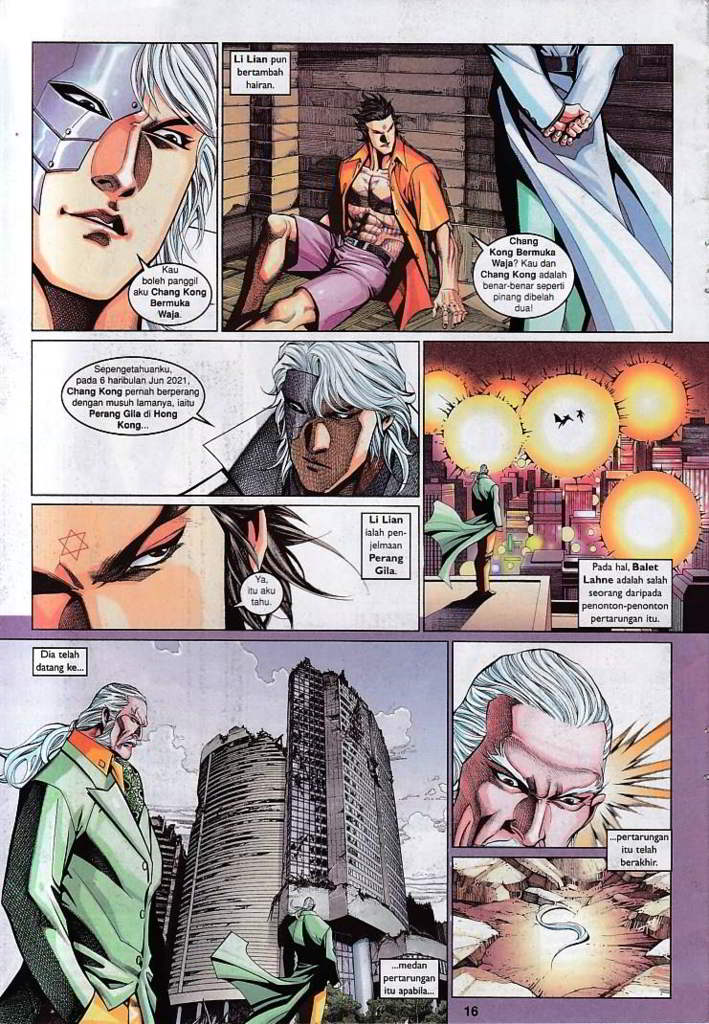 Kau
boleh panggil
aku Chang Kong
Bermuka
Waja.
Li Lian pun
bertambah
hairan.
Chang
Kong Bermuka
Waja? Kau dan
Chang Kong adalah
benar-benar seperti
pinang dibelah
dua!
Sepengetahuanku,
pada 6 haribulan Jun 2021,
Chang Kong pernah berperang
dengan musuh lamanya, iaitu
Perang Gila di Hong
Kong...
Pada hal, Balet
Lahne adalah salah
seorang daripada
penonton-penonton
pertarungan itu.
Li Lian
ialah pen-
jelmaan
Perang
Gila.
Ya,
itu aku
tahu.
Dia telah
datang ke...
...medan
pertarungan
itu apabila...
...pertarungan
itu telah
berakhir.
16